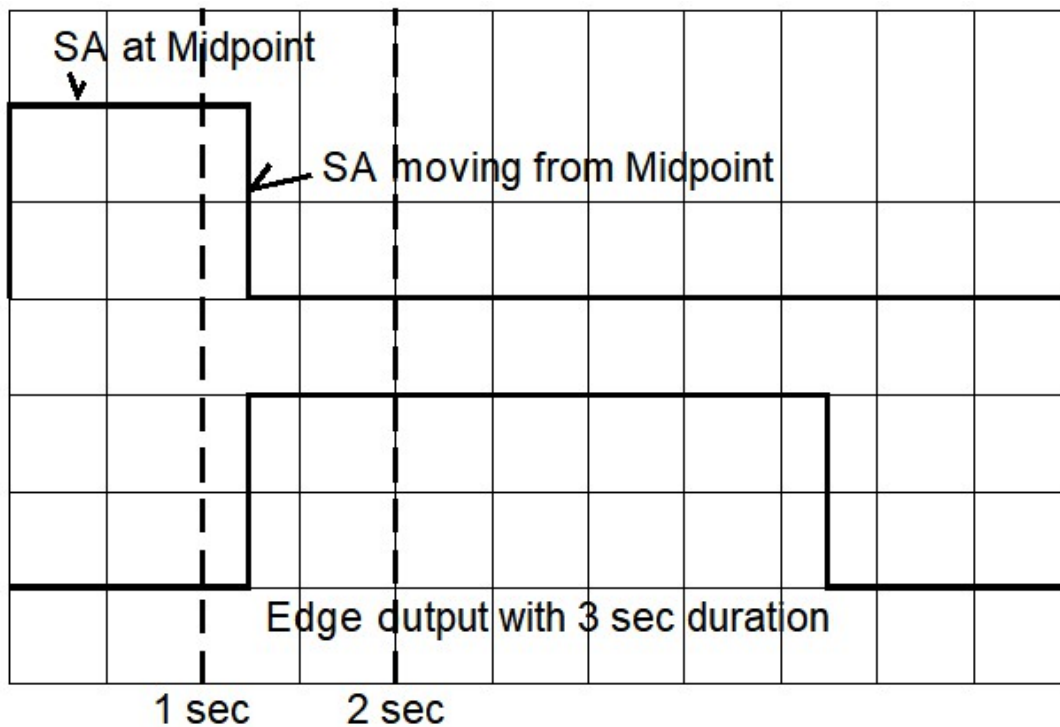 SA at Midpoint
SA moving from Midpoint
Edge output with 3 sec duration
1 sec
2 sec